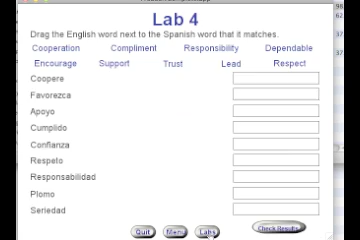 Lab 4
Drag the English word next to the Spanish word that it matches.
Cooperation Compliment Responsibility Dependable
Encourage Support Trust Lead Respect
Coopere
Favorezca
Apoyo
Cumplido
Confianza
Respeto
Responsabilidad
Plomo
Seriedad
Quit Menu Labs Check Results